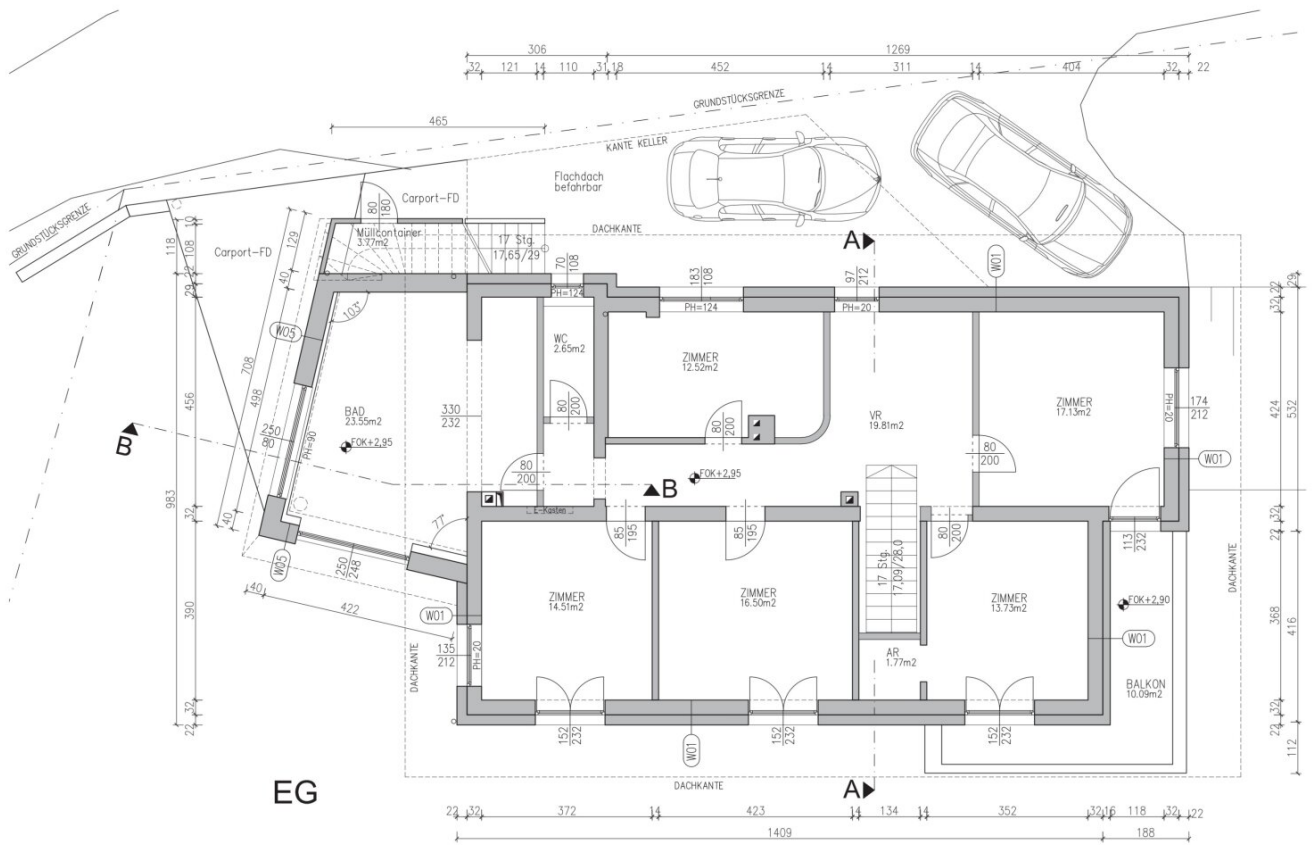 306
1269
32 121 14 110 31 18 452 14 311 14 404 32 22
465
GRUNDSTÜCKSGRENZE
KANTE KELLER
Flachdach
befahrbar
Carport-FD
80
180
Müllcontainer
3.77m2
17 Stg.
17,65/29
DACHKANTE
A
GRUNDSTÜCKSGRENZE
Carport-FD
10
118
108
2
29
129
40
70
108
PH=124
183
108
PH=124
97
212
PH=20
W01
22
29
32
103°
W05
WC
2.65m2
ZIMMER
12.52m2
708
498
456
BAD
23.55m2
330
232
80
200
80
200
VR
19.81m2
ZIMMER
17.13m2
PH=20
174
212
424
532
250
80
PH=90
FOK+2,95
B
80
200
FOK+2,95
B
80
200
W01
983
32
40
E-Kasten
77°
85
195
85
195
80
200
113
232
32
22
W05
250
248
40
422
17 Stg.
17,09/28,0
ZIMMER
14.51m2
ZIMMER
16.50m2
ZIMMER
13.73m2
FOK+2,90
DACHKANTE
390
W01
368
416
135
212
PH=20
W01
AR
1.77m2
BALKON
10.09m2
DACHKANTE
32
22
152
232
W01
152
232
152
232
32
22
112
EG
DACHKANTE
A
22 32 372 14 423 14 134 14 352 32 16 118 32 22
1409
188